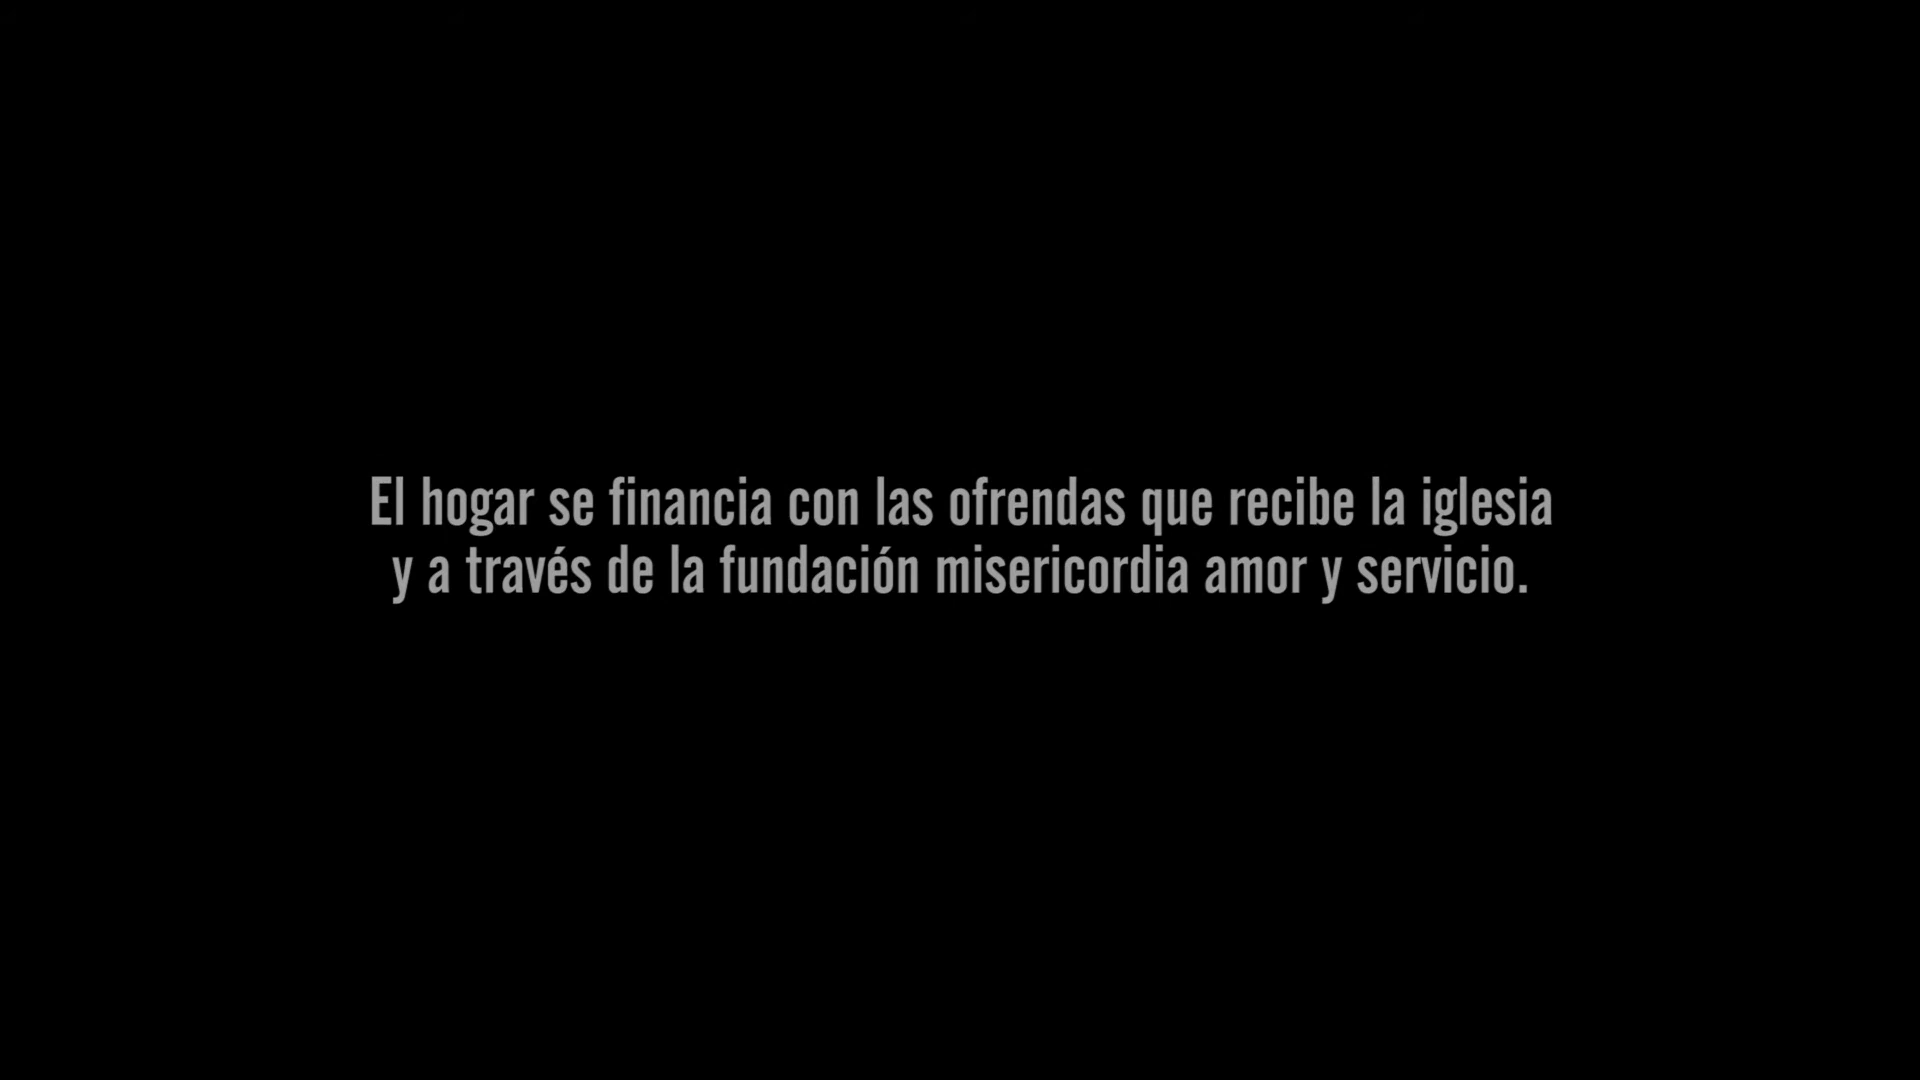 El hogar se financia con las ofrendas que recibe la iglesia
y a través de la fundación misericordia amor y servicio.